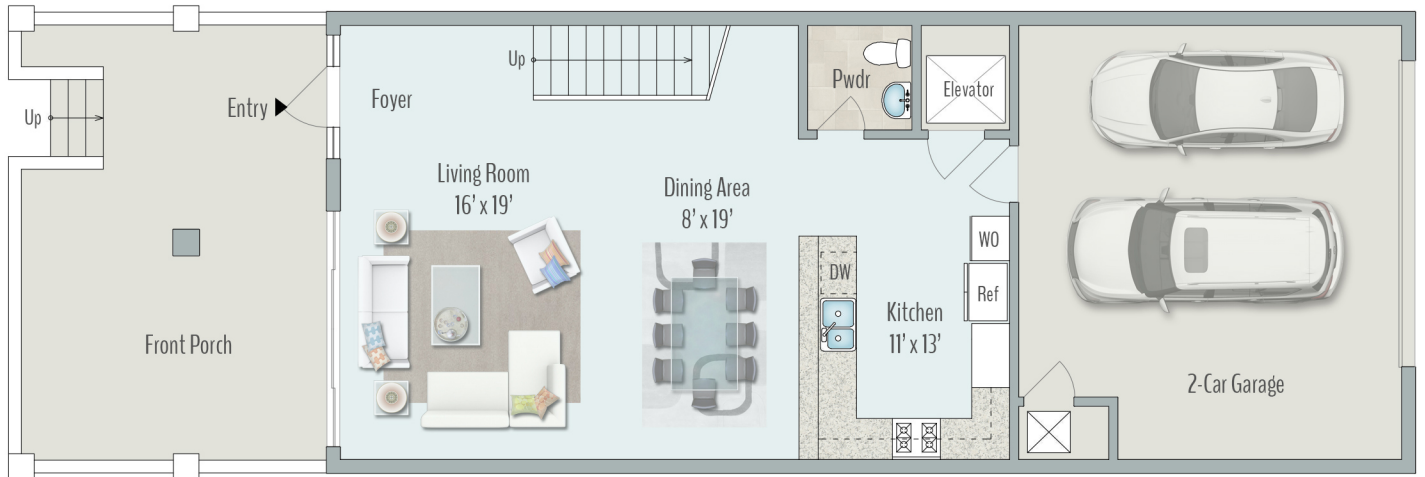 Up
Entry
Foyer
Up
Pwdr
Elevator
Living Room
16' x 19'
Dining Area
8' x 19'
WO
DW
Ref
Kitchen
11' x 13'
Front Porch
2-Car Garage